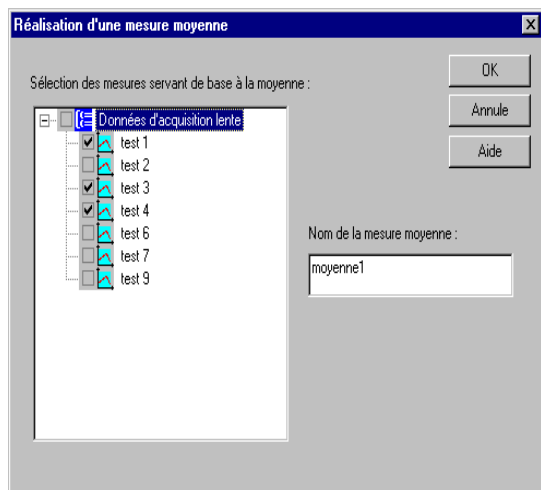 Réalisation d'une mesure moyenne
Sélection des mesures servant de base à la moyenne :
OK
Annule
Aide
Données d'acquisition lente
test 1
test 2
test 3
test 4
test 6
test 7
test 9
Nom de la mesure moyenne :
moyenne1